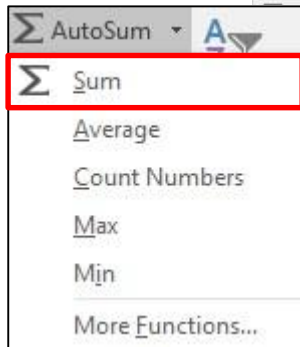 ∑ AutoSum
A
∑ Sum
Average
Count Numbers
Max
Min
More Functions...